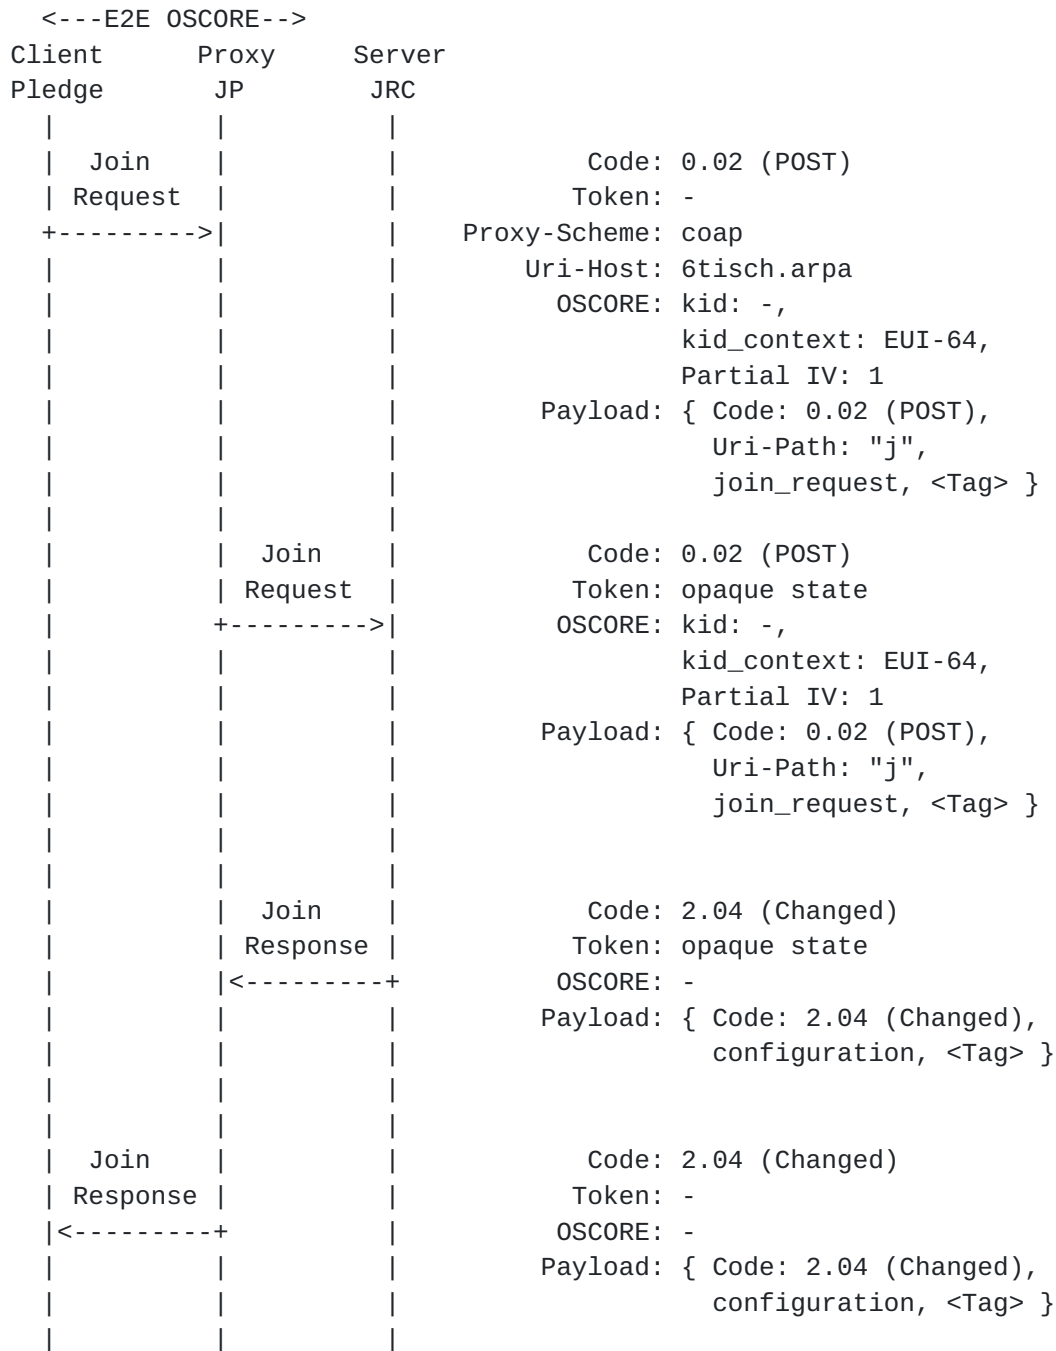 <---E2E OSCORE-->
Client      Proxy     Server
Pledge       JP        JRC
  |          |          |
  |  Join    |          |            Code: 0.02 (POST)
  | Request  |          |           Token: -
  +--------->|          |    Proxy-Scheme: coap
  |          |          |        Uri-Host: 6tisch.arpa
  |          |          |          OSCORE: kid: -,
  |          |          |                  kid_context: EUI-64,
  |          |          |                  Partial IV: 1
  |          |          |         Payload: { Code: 0.02 (POST),
  |          |          |                    Uri-Path: "j",
  |          |          |                    join_request, <Tag> }
  |          |          |
  |          |  Join    |            Code: 0.02 (POST)
  |          | Request  |           Token: opaque state
  |          +--------->|          OSCORE: kid: -,
  |          |          |                  kid_context: EUI-64,
  |          |          |                  Partial IV: 1
  |          |          |         Payload: { Code: 0.02 (POST),
  |          |          |                    Uri-Path: "j",
  |          |          |                    join_request, <Tag> }
  |          |          |
  |          |          |
  |          |  Join    |            Code: 2.04 (Changed)
  |          | Response |           Token: opaque state
  |          |<---------+          OSCORE: -
  |          |          |         Payload: { Code: 2.04 (Changed),
  |          |          |                    configuration, <Tag> }
  |          |          |
  |          |          |
  |  Join    |          |            Code: 2.04 (Changed)
  | Response |          |           Token: -
  |<---------+          |          OSCORE: -
  |          |          |         Payload: { Code: 2.04 (Changed),
  |          |          |                    configuration, <Tag> }
  |          |          |